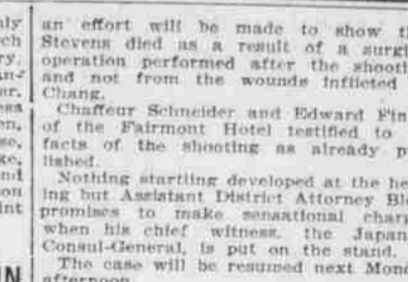 an effort will be made to show th
Stevens died as a result of a surgi
operation performed after the shooti
and not from the wounds inflicted
Chang.
Chaffeur Schneider and Edward Fin
of the Fairmont Hotel testified to
facts of the shooting as already p
lished.
Nothing startling developed at the he
ing but Assistant District Attorney Bl
promises to make sensational charg
when his chief witness, the Japan
Consul-General, is put on the stand.
The case will be resumed next Mond
afternoon.